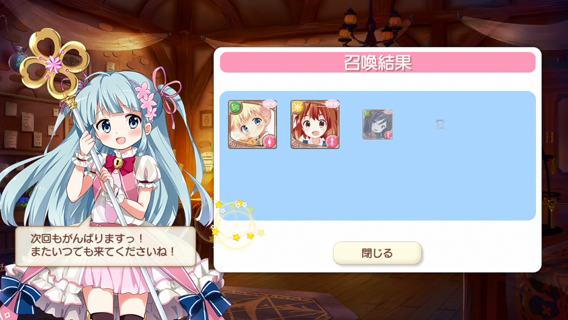 召喚結果
次回もがんばりますっ！
またいつでも来てくださいね！
閉じる